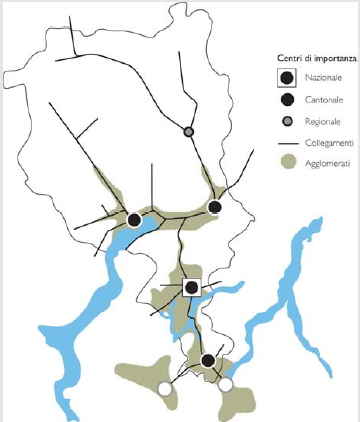 Centri di importanza
Nazionale
Cantonale
Regionale
Collegamenti
Agglomerati